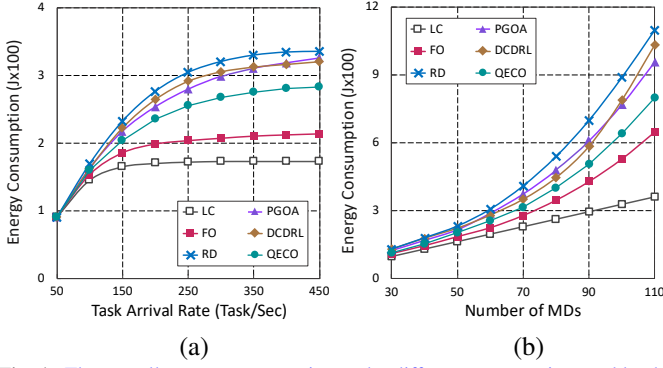 4
3
2
1
0
50 150 250 350 450
Energy Consumption (Jx100)
Task Arrival Rate (Task/Sec)
LC PGOA
FO DCDRL
RD QECO
(a)
12
9
6
3
0
30 50 70 90 110
Energy Consumption (Jx100)
Number of MDs
LC PGOA
FO DCDRL
RD QECO
(b)